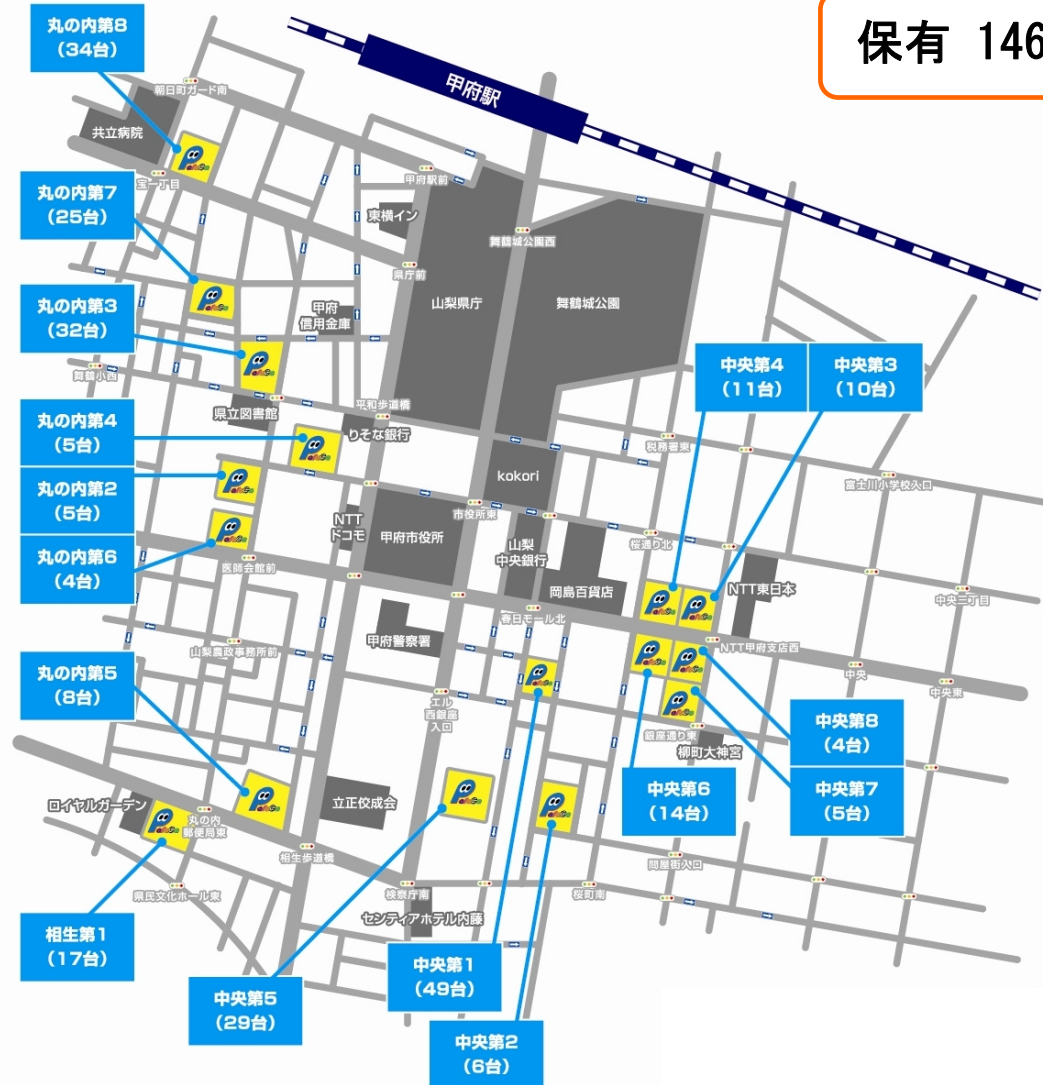 丸の内第8
(34台)
保有 146
甲府駅
朝日町ガード南
共立病院
宝一丁目
甲府駅前
丸の内第7
(25台)
東横イン
舞鶴城公園西
県庁前
山梨県庁
舞鶴城公園
丸の内第3
(32台)
甲府
信用金庫
舞鶴小西
県立図書館
平和歩道橋
りそな銀行
中央第4
(11台)
中央第3
(10台)
丸の内第4
(5台)
税務署東
kokori
富士川小学校入口
丸の内第2
(5台)
NTT
ドコモ
甲府市役所
市役所東
山梨
中央銀行
桜通り北
丸の内第6
(4台)
医師会館前
岡島百貨店
NTT東日本
中央二丁目
春日モール北
甲府警察署
山梨農政事務所前
NTT甲府支店西
中央
中央東
丸の内第5
(8台)
エル
西銀座
入口
銀座通り東
柳町大神宮
中央第8
(4台)
中央第6
(14台)
中央第7
(5台)
ロイヤルガーデン
丸の内
郵便局東
立正佼成会
相生歩道橋
問屋街入口
県民文化ホール東
検察庁南
桜町南
センティアホテル内藤
相生第1
(17台)
中央第5
(29台)
中央第1
(49台)
中央第2
(6台)